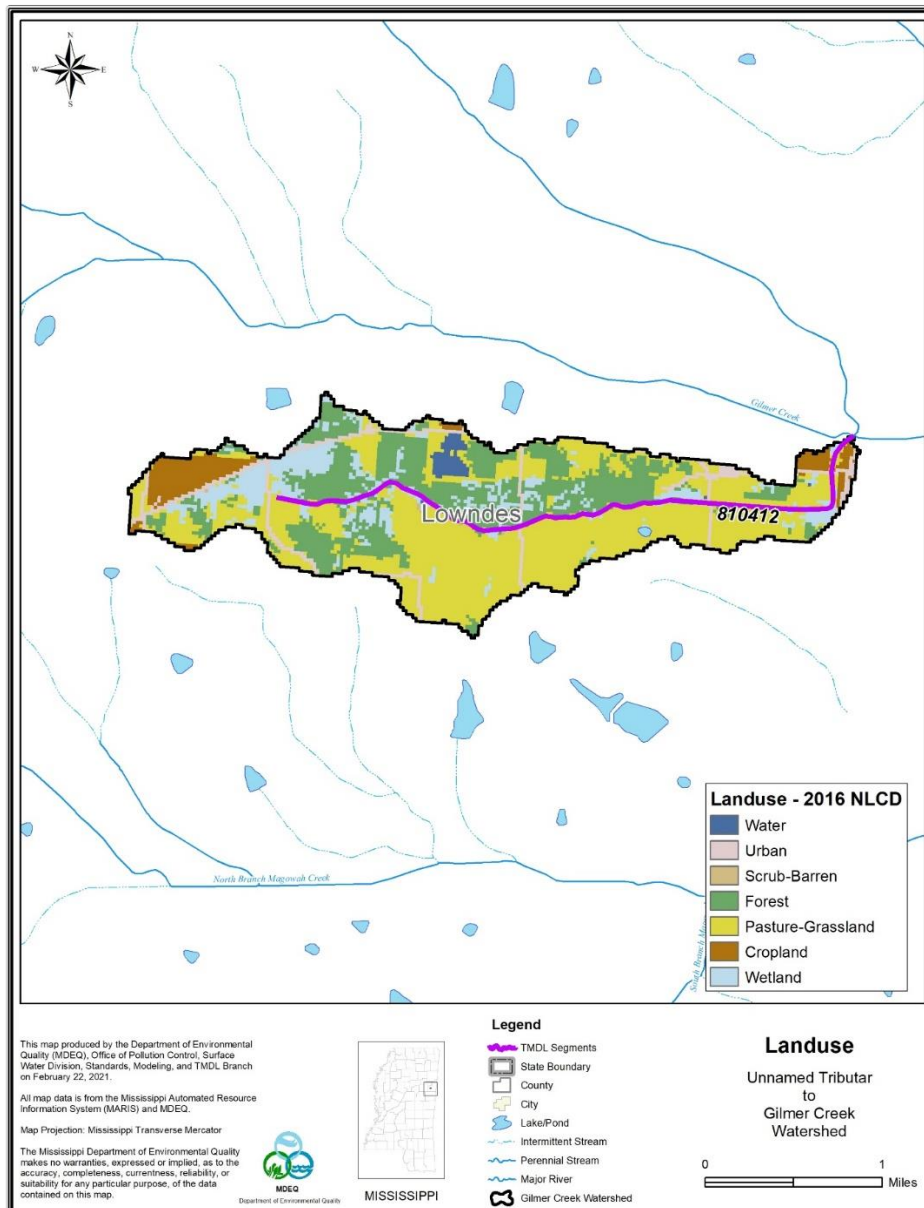 N
W E
S
Gilmer Creek
Lowndes
810412
North Branch Magowah Creek
South Branch
Landuse - 2016 NLCD
Water
Urban
Scrub-Barren
Forest
Pasture-Grassland
Cropland
Wetland
This map produced by the Department of Environmental
Quality (MDEQ), Office of Pollution Control, Surface
Water Division, Standards, Modeling, and TMDL Branch
on February 22, 2021.
All map data is from the Mississippi Automated Resource
Information System (MARIS) and MDEQ.
Map Projection: Mississippi Transverse Mercator
The Mississippi Department of Environmental Quality
makes no warranties, expressed or implied, as to the
accuracy, completeness, currentness, reliability, or
suitability for any particular purpose, of the data
contained on this map.
MDEQ
Department of Environmental Quality
MISSISSIPPI
Legend
TMDL Segments
State Boundary
County
City
Lake/Pond
Intermittent Stream
Perennial Stream
Major River
Gilmer Creek Watershed
Landuse
Unnamed Tributar
to
Gilmer Creek
Watershed
0 1
Miles